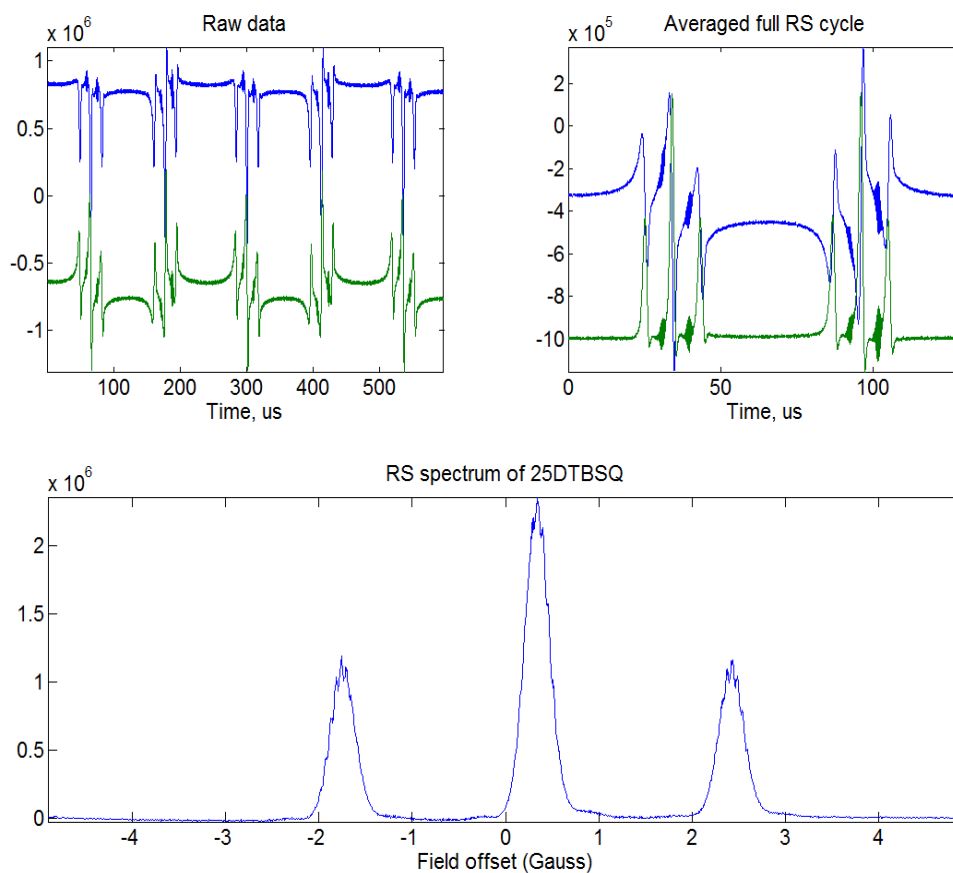 Raw data
x 10^6
1
0.5
0
-0.5
-1
100 200 300 400 500
Time, us
Averaged full RS cycle
x 10^5
2
0
-2
-4
-6
-8
-10
0 50 100
Time, us
RS spectrum of 25DTBSQ
x 10^6
2
1.5
1
0.5
0
-4 -3 -2 -1 0 1 2 3 4
Field offset (Gauss)